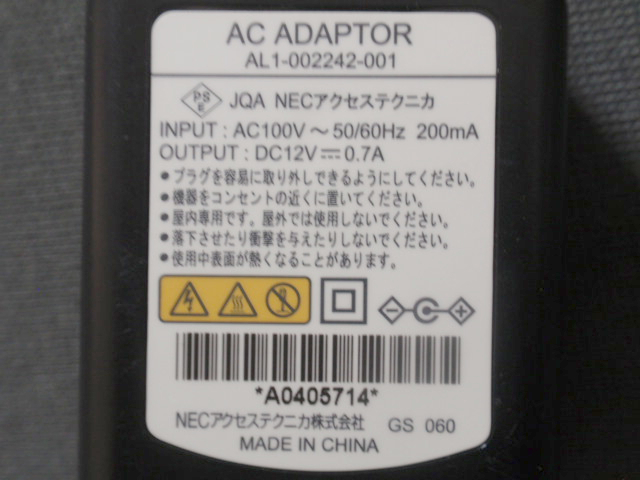 AC ADAPTOR
AL1-002242-001
PS E JQA NECアクセステクニカ
INPUT : AC100V ～ 50/60Hz 200mA
OUTPUT : DC12V ⎓ 0.7A
●プラグを容易に取り外しできるようにしてください。
●機器をコンセントの近くに置いてください。
●屋内専用です。屋外では使用しないでください。
●落下させたり衝撃を与えたりしないでください。
●使用中表面が熱くなることがあります。
*A0405714*
NECアクセステクニカ株式会社 GS 060
MADE IN CHINA